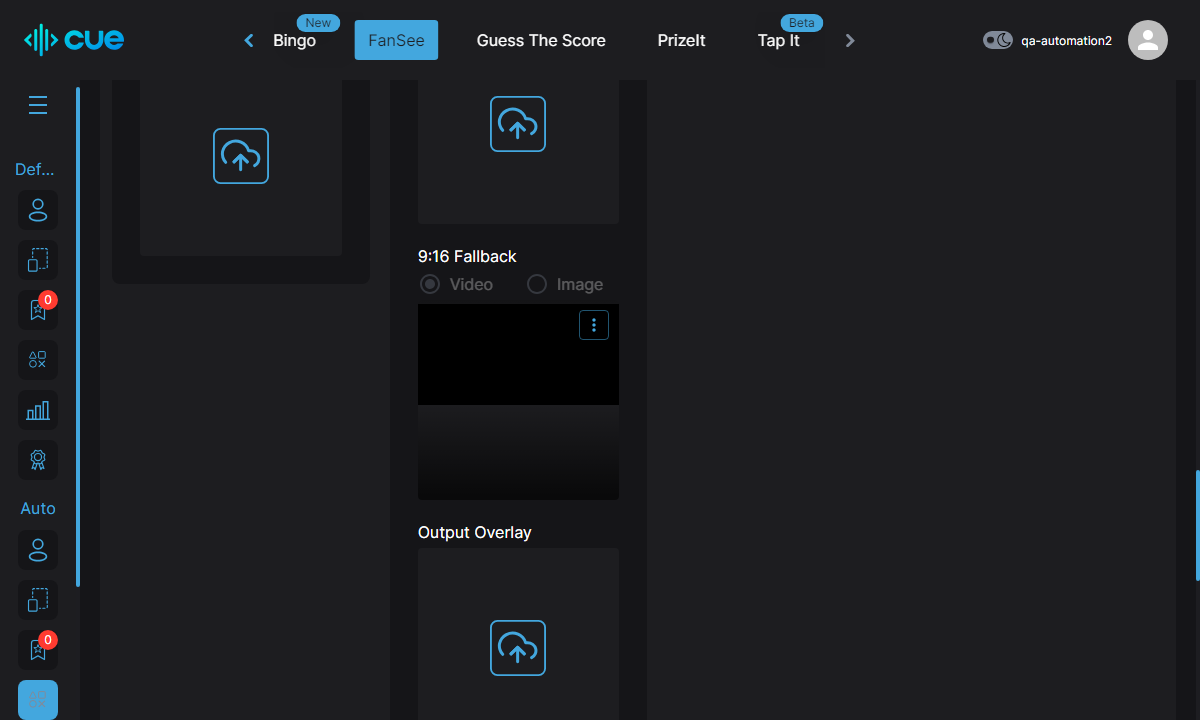 cue
New
Beta
Bingo
FanSee
Guess The Score
PrizeIt
Tap It
qa-automation2
Def...
0
Auto
0
9:16 Fallback
Video
Image
Output Overlay